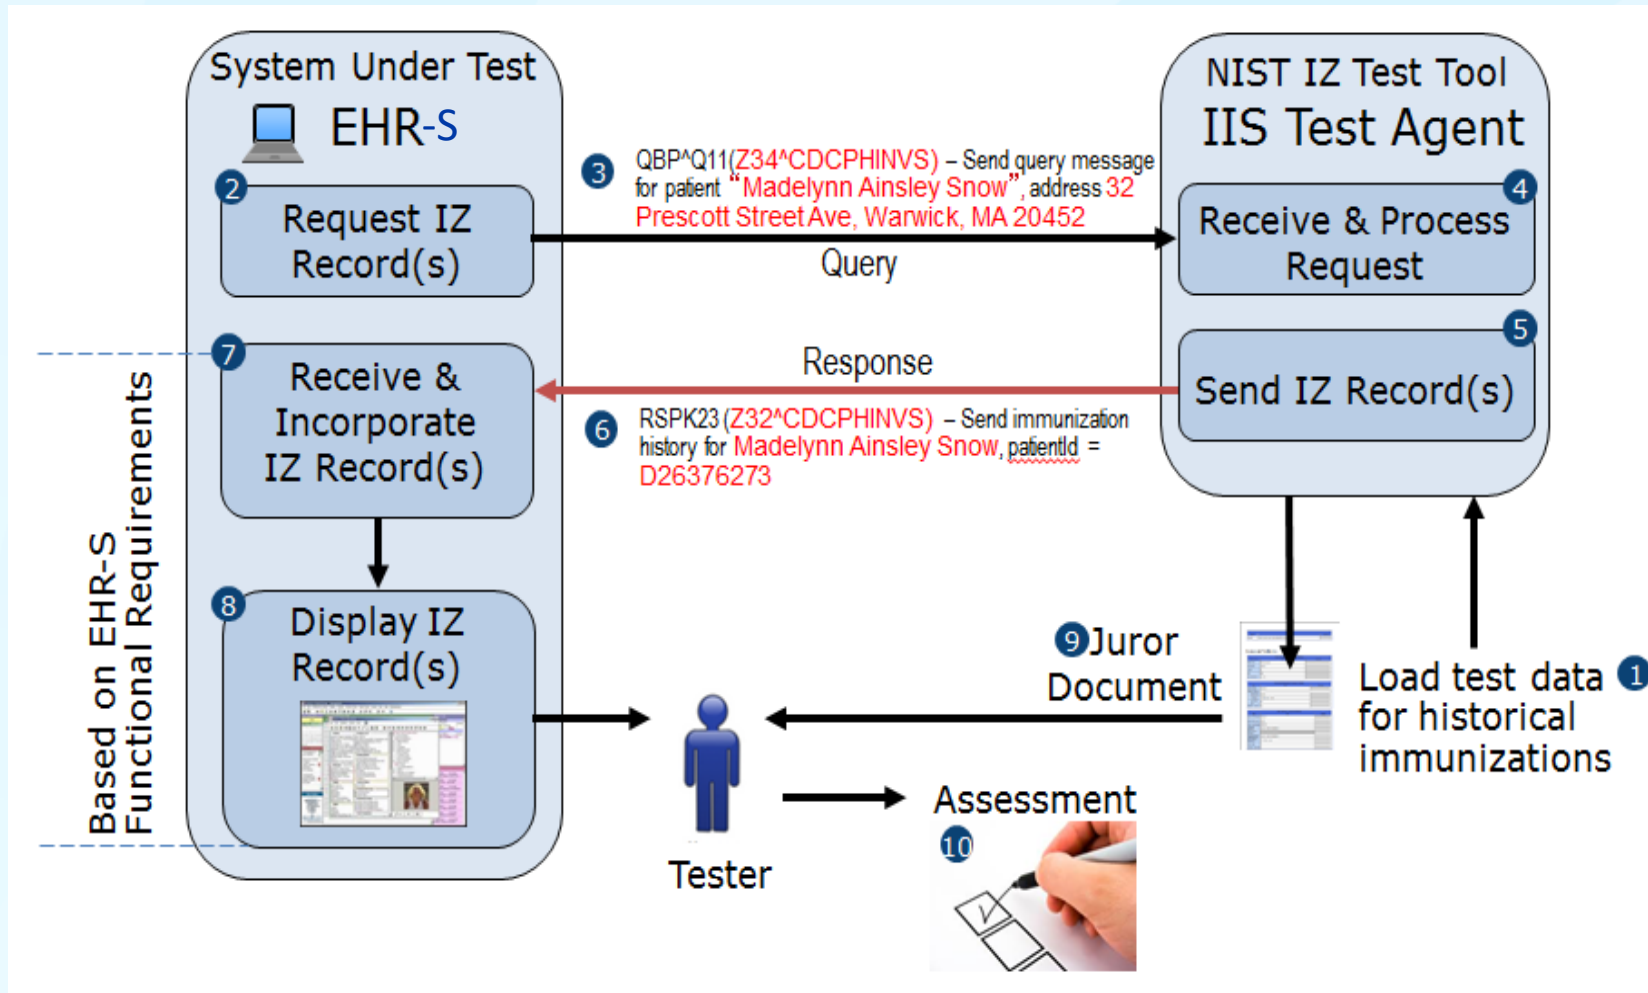 System Under Test
EHR-S
2
Request IZ
Record(s)
3
QBP^Q11(Z34^CDCPHINVS) – Send query message
for patient “Madelynn Ainsley Snow”, address 32
Prescott Street Ave, Warwick, MA 20452
Query
NIST IZ Test Tool
IIS Test Agent
4
Receive & Process
Request
5
Send IZ Record(s)
Response
6
RSPK23 (Z32^CDCPHINVS) – Send immunization
history for Madelynn Ainsley Snow, patientId =
D26376273
7
Receive &
Incorporate
IZ Record(s)
Based on EHR-S
Functional Requirements
8
Display IZ
Record(s)
Tester
9 Juror
Document
Load test data 1
for historical
immunizations
Assessment
10